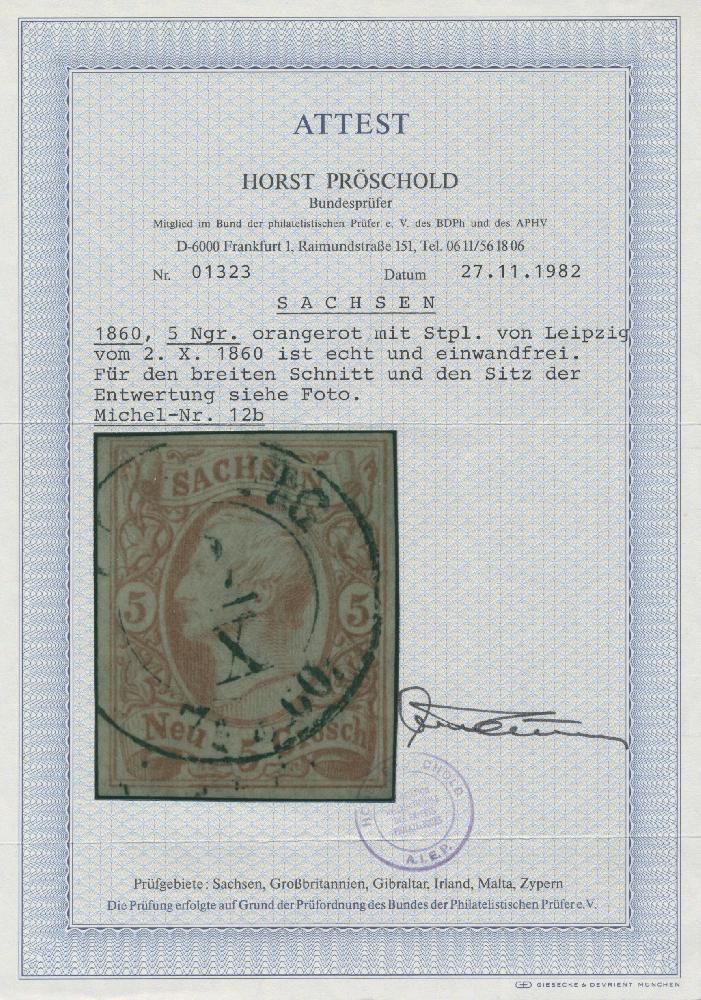 ATTEST
HORST PRÖSCHOLD
Bundesprüfer
Mitglied im Bund der philatelistischen Prüfer e. V. des BDPh und des APHV
D-6000 Frankfurt 1, Raimundstraße 151, Tel. 06 11/56 18 06
Nr. 01323 Datum 27.11.1982
SACHSEN
1860, 5 Ngr. orangerot mit Stpl. von Leipzig
vom 2. X. 1860 ist echt und einwandfrei.
Für den breiten Schnitt und den Sitz der
Entwertung siehe Foto.
Michel-Nr. 12b
SACHSEN
5 5
X
Neu 5 Grosch
A.I.E.P.
Prüfgebiete: Sachsen, Großbritannien, Gibraltar, Irland, Malta, Zypern
Die Prüfung erfolgte auf Grund der Prüfordnung des Bundes der Philatelistischen Prüfer e.V.
GIESECKE & DEVRIENT MÜNCHEN